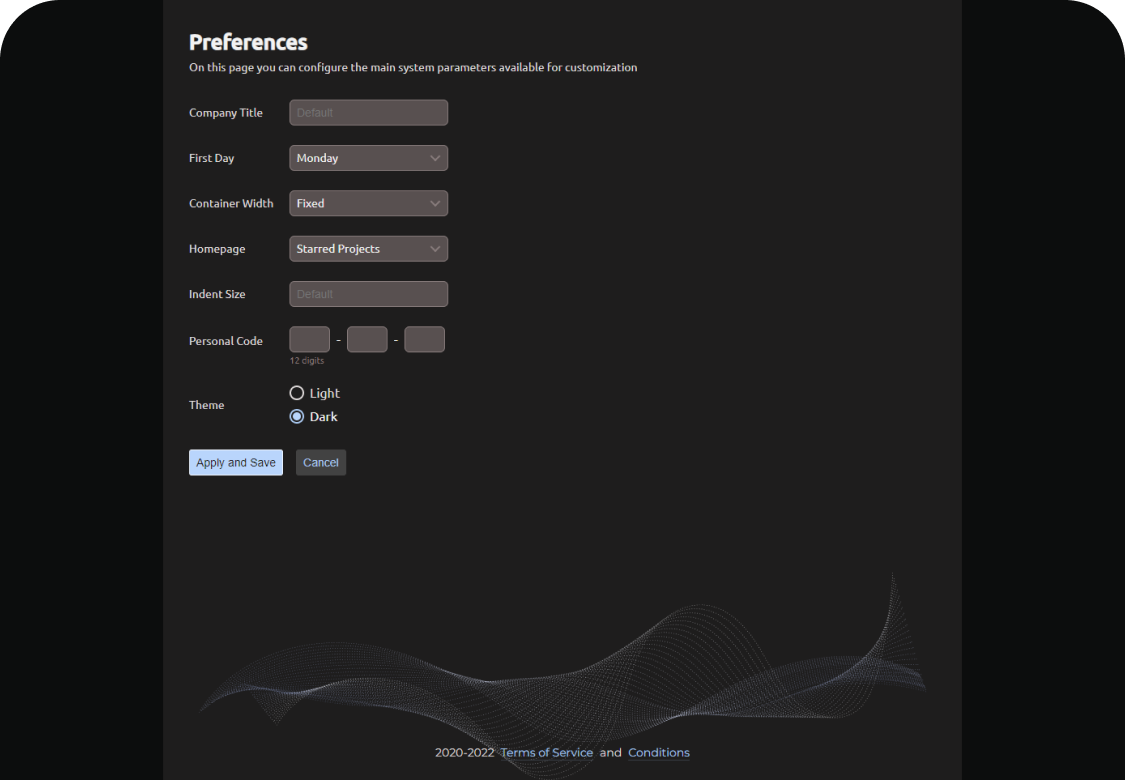 Preferences
On this page you can configure the main system parameters available for customization
Company Title Default
First Day Monday
Container Width Fixed
Homepage Starred Projects
Indent Size Default
Personal Code - -
12 digits
Theme
Light
Dark
Apply and Save Cancel
2020-2022 Terms of Service and Conditions